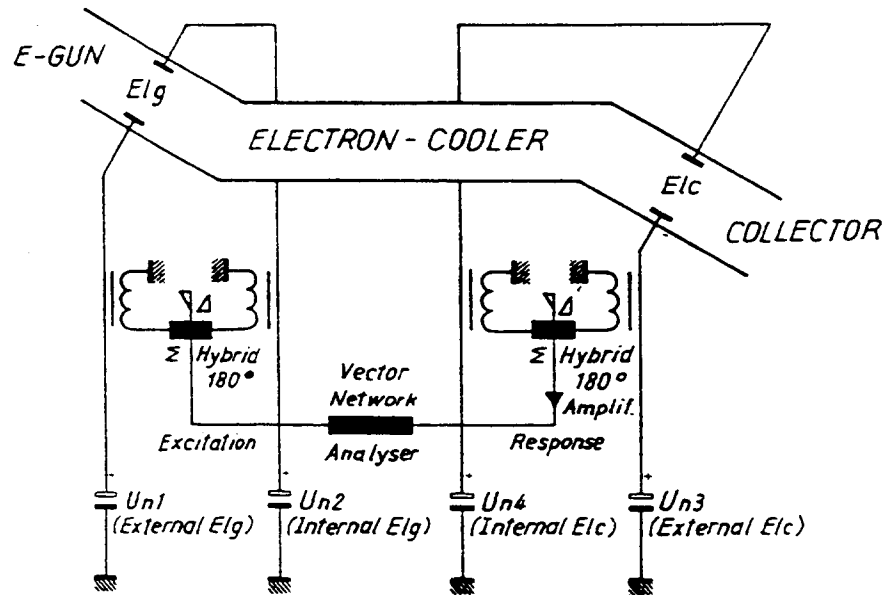 E-GUN
Elg
ELECTRON-COOLER
Elc
COLLECTOR
Δ
Σ Hybrid
180°
Δ
Σ Hybrid
180°
Amplif.
Vector
Network
Analyser
Excitation
Response
Un1
(External Elg)
Un2
(Internal Elg)
Un4
(Internal Elc)
Un3
(External Elc)